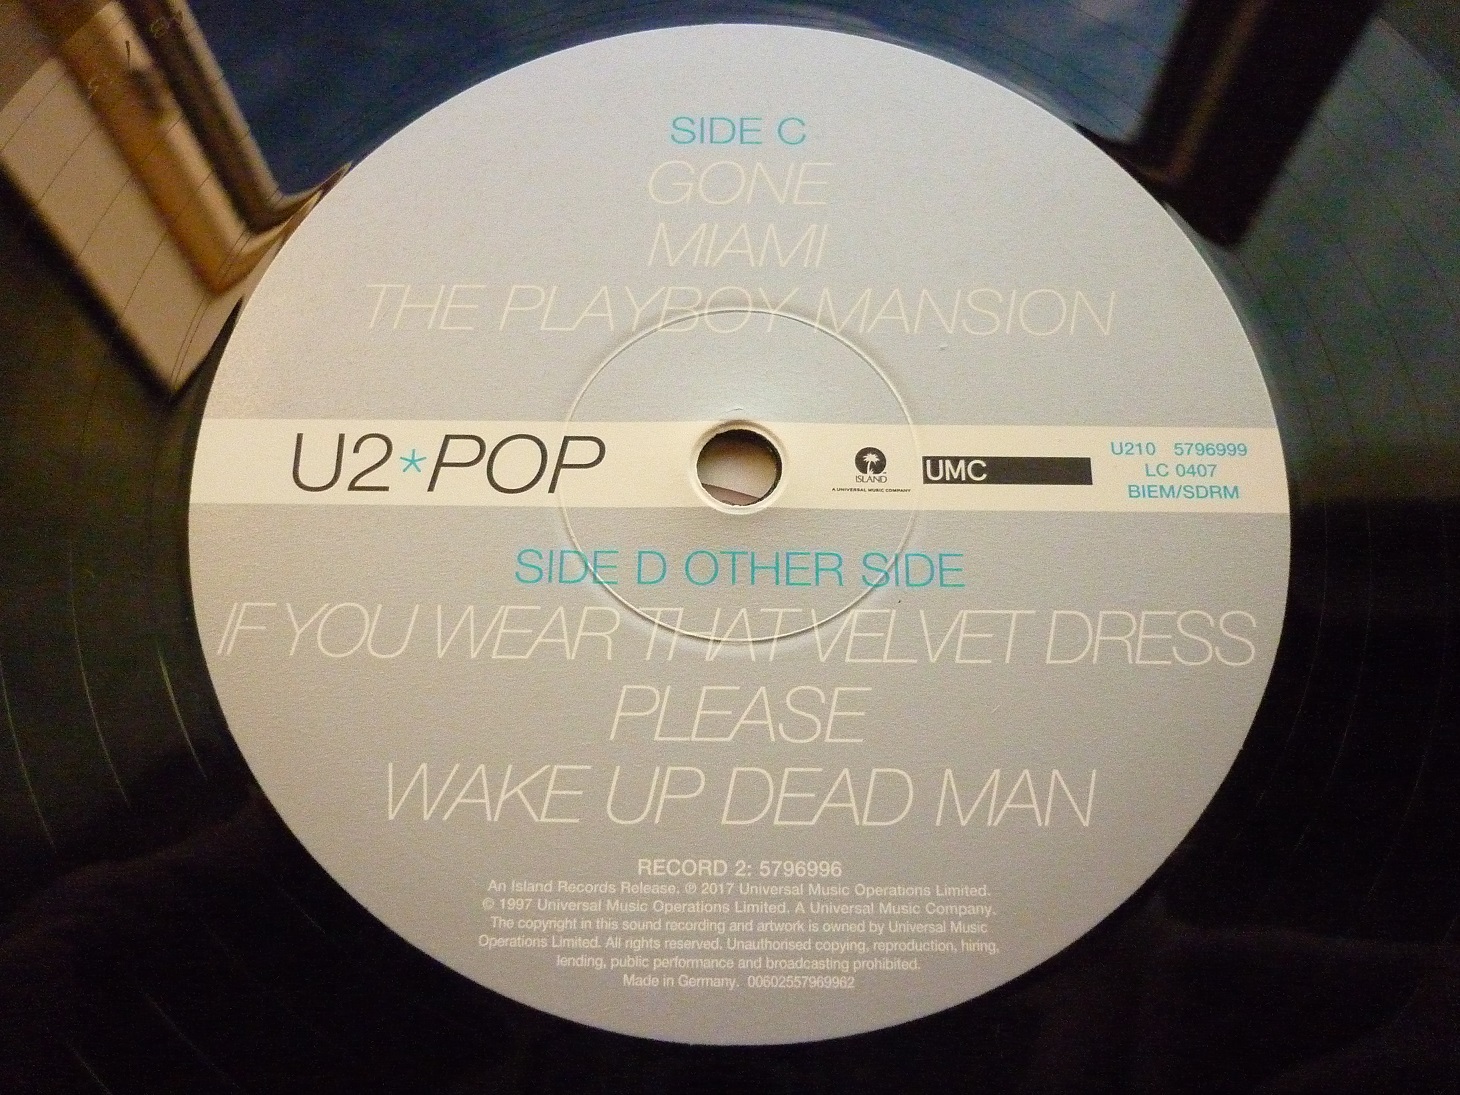 SIDE C
GONE
MIAMI
THE PLAYBOY MANSION
U2*POP
ISLAND
A UNIVERSAL MUSIC COMPANY
UMC
U210 5796999
LC 0407
BIEM/SDRM
SIDE D OTHER SIDE
IF YOU WEAR THAT VELVET DRESS
PLEASE
WAKE UP DEAD MAN
RECORD 2: 5796996
An Island Records Release. ℗ 2017 Universal Music Operations Limited.
© 1997 Universal Music Operations Limited. A Universal Music Company.
The copyright in this sound recording and artwork is owned by Universal Music
Operations Limited. All rights reserved. Unauthorised copying, reproduction, hiring,
lending, public performance and broadcasting prohibited.
Made in Germany. 00602557969962